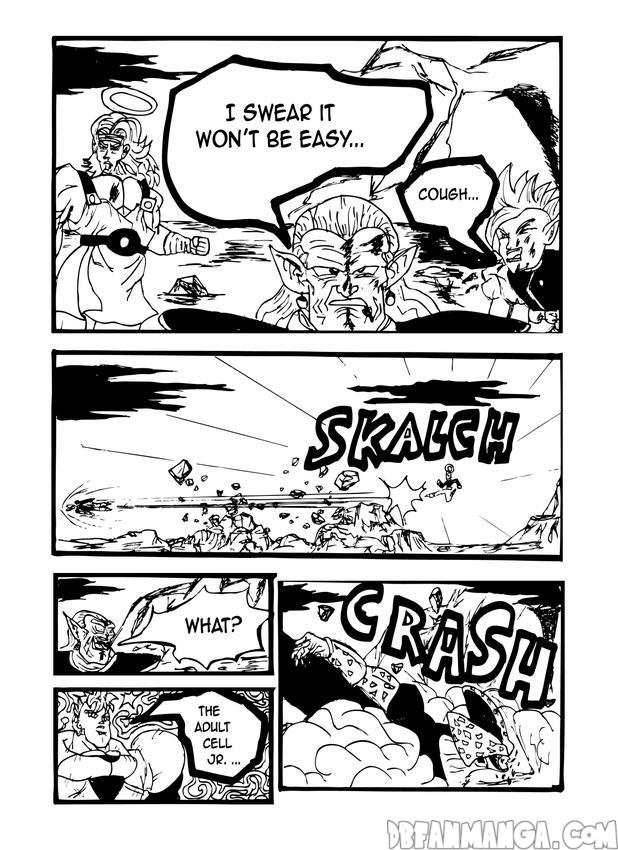 I SWEAR IT
WON'T BE EASY...
COUGH...
SKALCH
WHAT?
CRASH
THE
ADULT
CELL
JR. ...
DBFANMANGA.COM